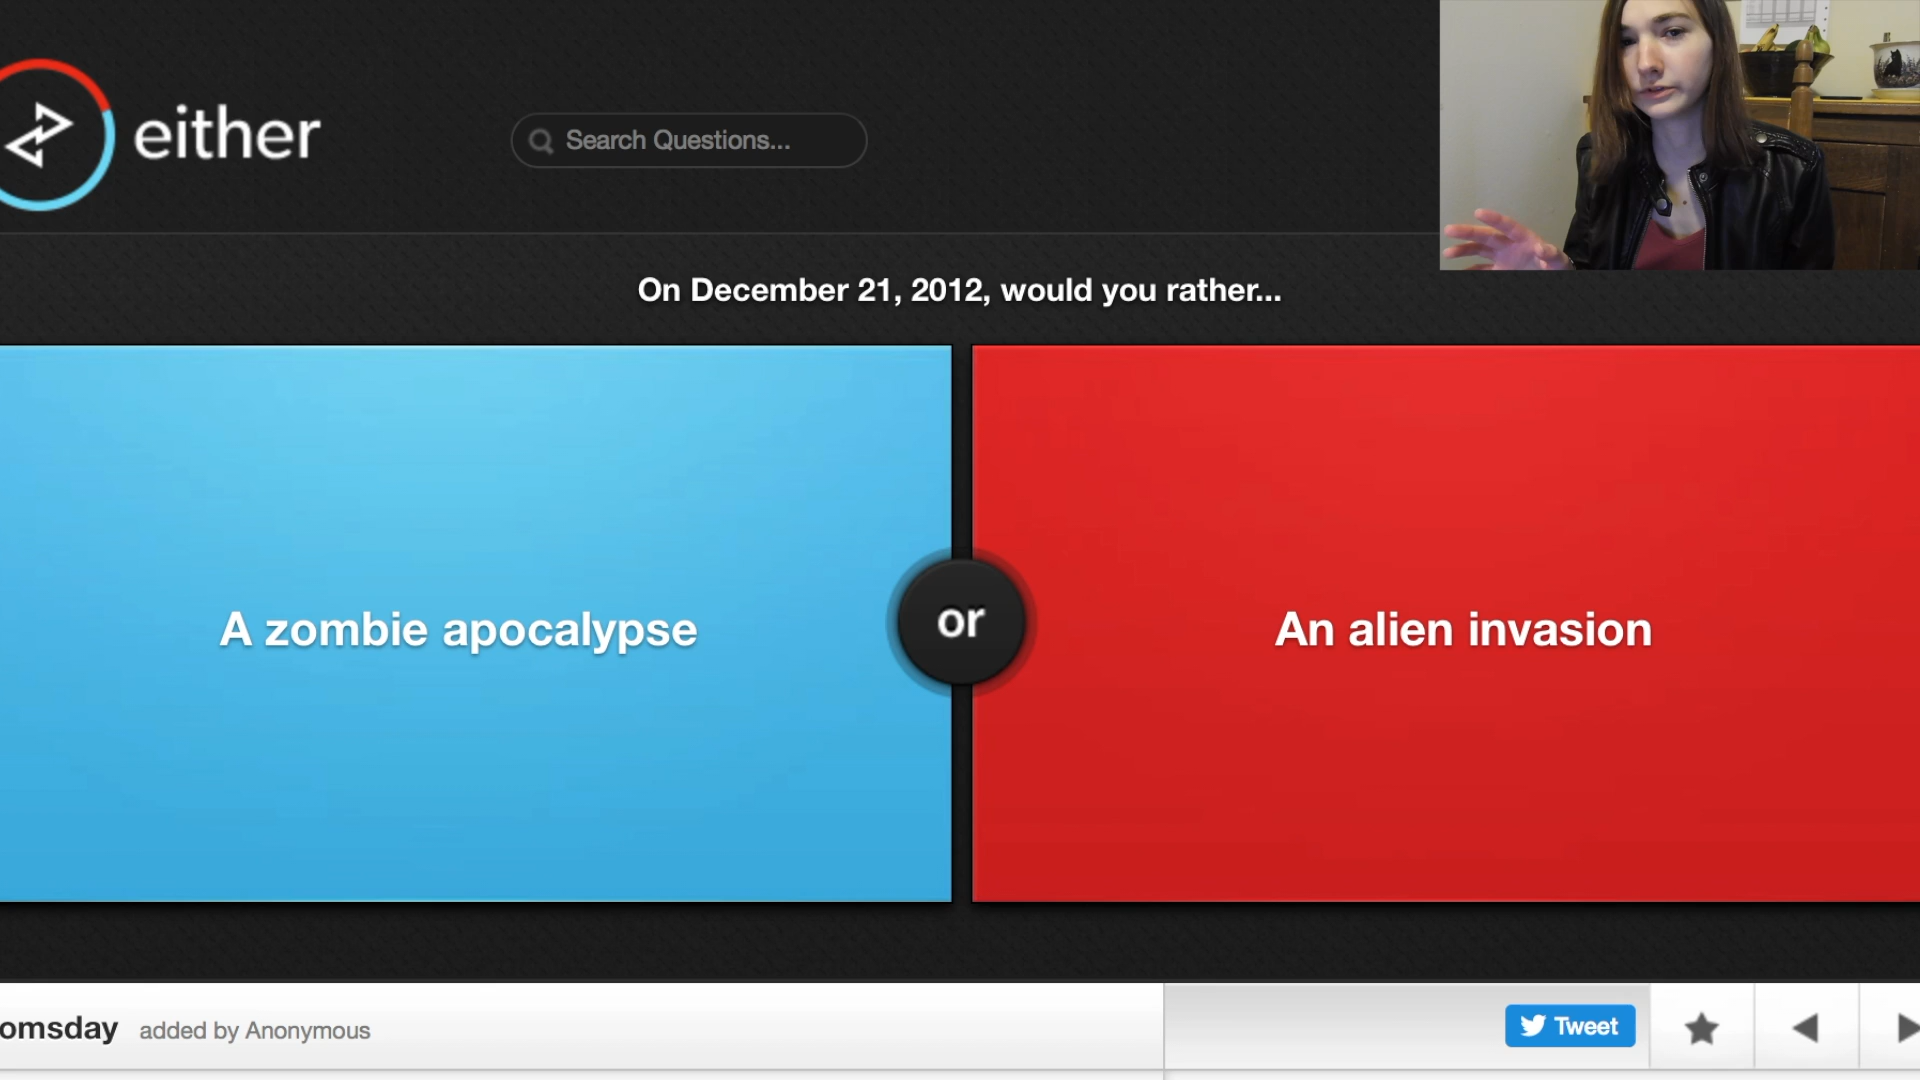 either
Search Questions...
On December 21, 2012, would you rather...
A zombie apocalypse
or
An alien invasion
omsday added by Anonymous
Tweet